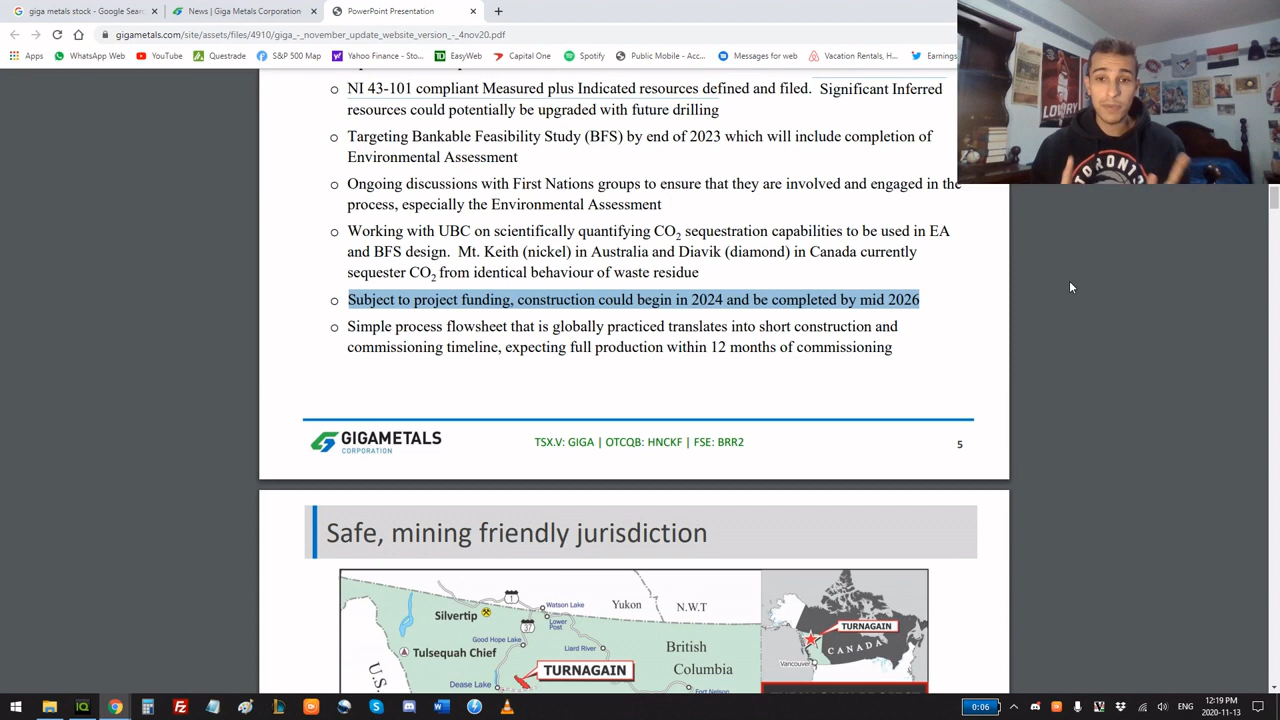 giga metals stock - Google Sear
News | Giga Metals Corporation
PowerPoint Presentation
gigametals.com/site/assets/files/4910/giga_-_november_update_website_version_-_4nov20.pdf
Apps
WhatsApp Web
YouTube
Questrade
S&P 500 Map
Yahoo Finance - Sto...
EasyWeb
Capital One
Spotify
Public Mobile - Acc...
Messages for web
Vacation Rentals, H...
Earnings
NI 43-101 compliant Measured plus Indicated resources defined and filed. Significant Inferred
resources could potentially be upgraded with future drilling
Targeting Bankable Feasibility Study (BFS) by end of 2023 which will include completion of
Environmental Assessment
Ongoing discussions with First Nations groups to ensure that they are involved and engaged in the
process, especially the Environmental Assessment
Working with UBC on scientifically quantifying CO2 sequestration capabilities to be used in EA
and BFS design. Mt. Keith (nickel) in Australia and Diavik (diamond) in Canada currently
sequester CO2 from identical behaviour of waste residue
Subject to project funding, construction could begin in 2024 and be completed by mid 2026
Simple process flowsheet that is globally practiced translates into short construction and
commissioning timeline, expecting full production within 12 months of commissioning
GIGAMETALS
CORPORATION
TSX.V: GIGA | OTCQB: HNCKF | FSE: BRR2
5
Safe, mining friendly jurisdiction
Silvertip
1
Watson Lake
Yukon
N.W.T
Lower
Post
37
Good Hope Lake
Tulsequah Chief
Liard River
British
Columbia
TURNAGAIN
Dease Lake
Fort Nelson
US
TURNAGAIN
CANADA
Vancouver
LOWRY
TORONTO
0:06
ENG
12:19 PM
2020-11-13